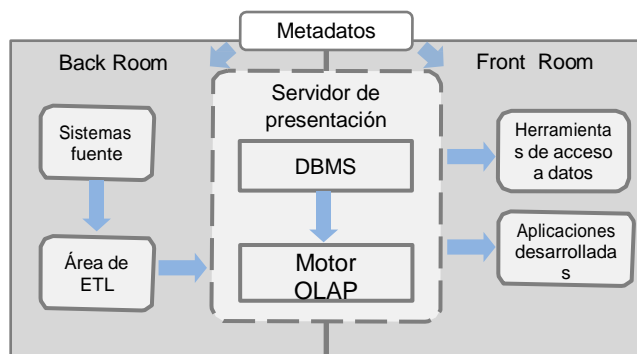 Metadatos
Back Room
Front Room
Servidor de
presentación
Sistemas
fuente
DBMS
Herramienta
s de acceso
a datos
Área de
ETL
Motor
OLAP
Aplicaciones
desarrollada
s